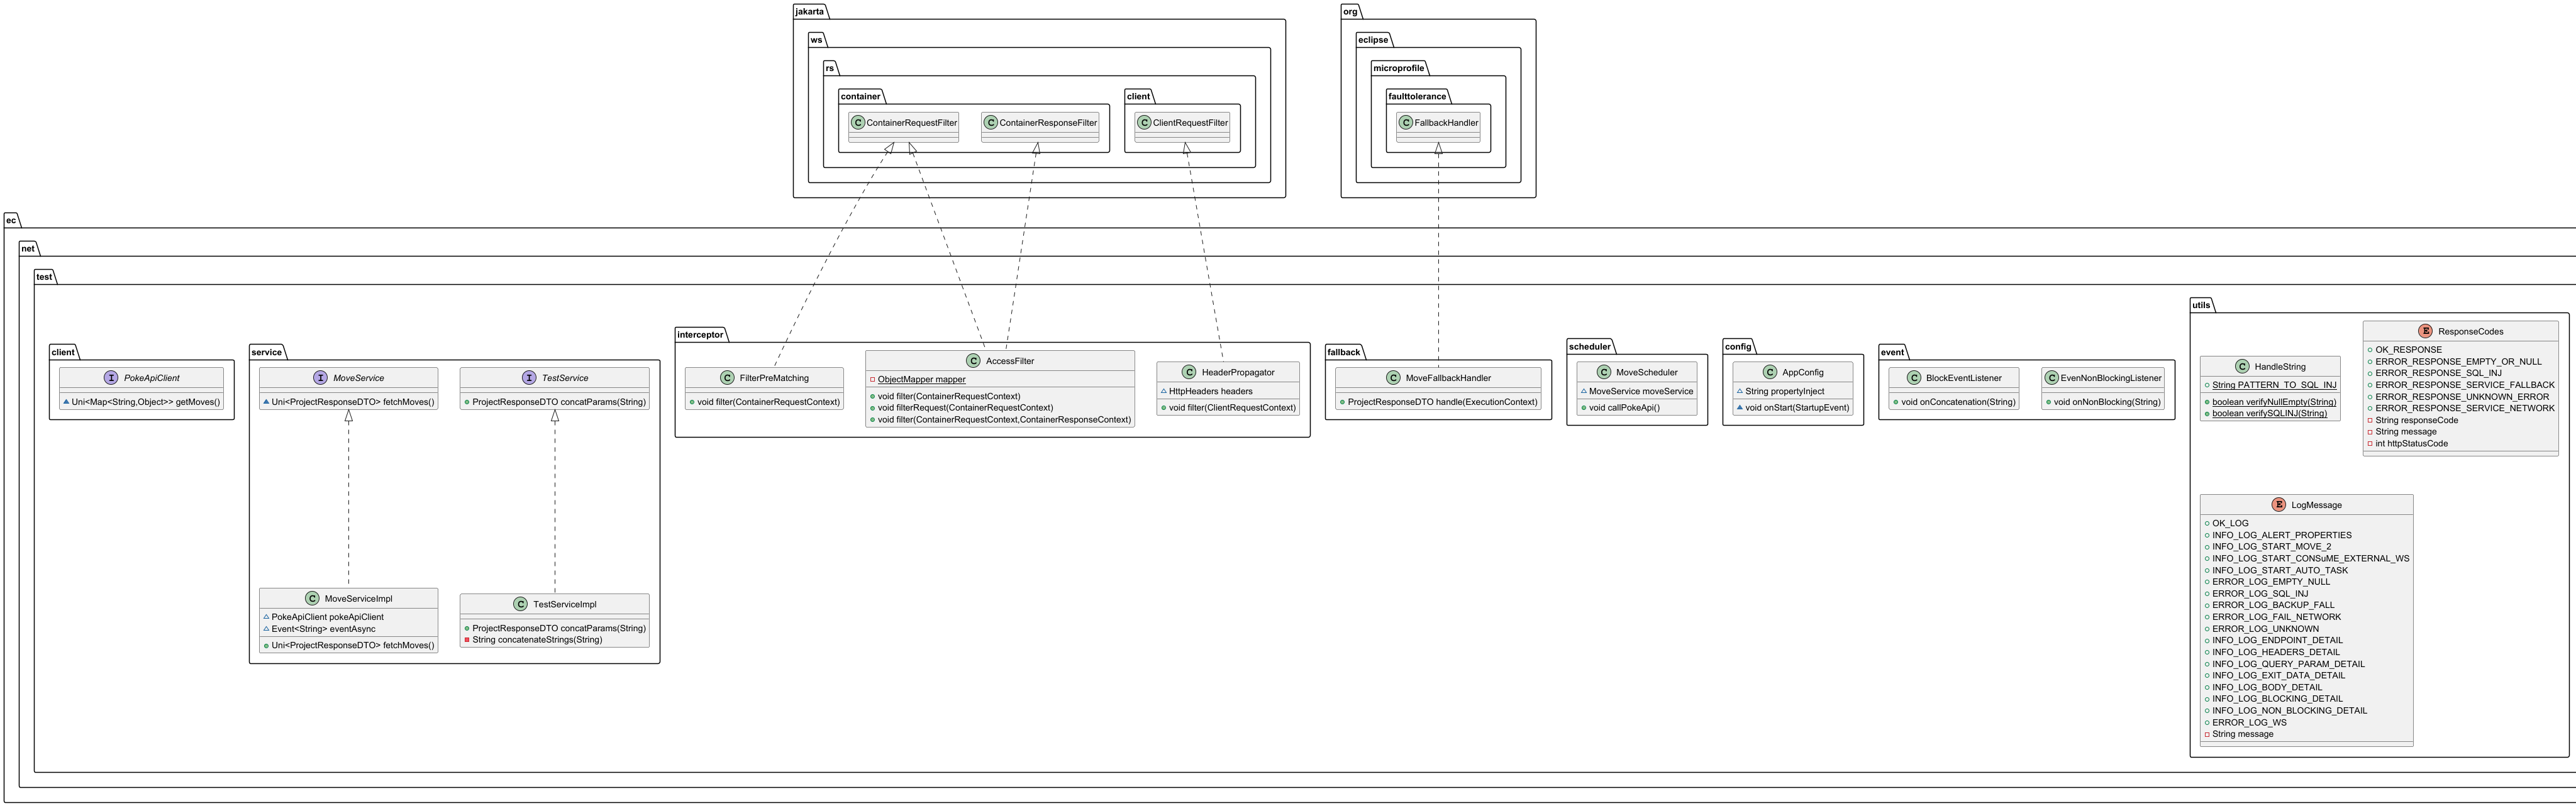 jakarta
ws
rs
container
C ContainerRequestFilter
C ContainerResponseFilter
client
C ClientRequestFilter
org
eclipse
microprofile
faulttolerance
C FallbackHandler
ec
net
test
client
I PokeApiClient
Uni<Map<String,Object>> getMoves()
service
I MoveService
Uni<ProjectResponseDTO> fetchMoves()
I TestService
ProjectResponseDTO concatParams(String)
C MoveServiceImpl
PokeApiClient pokeApiClient
Event<String> eventAsync
Uni<ProjectResponseDTO> fetchMoves()
C TestServiceImpl
ProjectResponseDTO concatParams(String)
String concatenateStrings(String)
interceptor
C FilterPreMatching
void filter(ContainerRequestContext)
C AccessFilter
ObjectMapper mapper
void filter(ContainerRequestContext)
void filterRequest(ContainerRequestContext)
void filter(ContainerRequestContext,ContainerResponseContext)
C HeaderPropagator
HttpHeaders headers
void filter(ClientRequestContext)
fallback
C MoveFallbackHandler
ProjectResponseDTO handle(ExecutionContext)
scheduler
C MoveScheduler
MoveService moveService
void callPokeApi()
config
C AppConfig
String propertyInject
void onStart(StartupEvent)
event
C BlockEventListener
void onConcatenation(String)
C EvenNonBlockingListener
void onNonBlocking(String)
utils
C HandleString
String PATTERN_TO_SQL_INJ
boolean verifyNullEmpty(String)
boolean verifySQLINJ(String)
E ResponseCodes
OK_RESPONSE
ERROR_RESPONSE_EMPTY_OR_NULL
ERROR_RESPONSE_SQL_INJ
ERROR_RESPONSE_SERVICE_FALLBACK
ERROR_RESPONSE_UNKNOWN_ERROR
ERROR_RESPONSE_SERVICE_NETWORK
String responseCode
String message
int httpStatusCode
E LogMessage
OK_LOG
INFO_LOG_ALERT_PROPERTIES
INFO_LOG_START_MOVE_2
INFO_LOG_START_CONSuME_EXTERNAL_WS
INFO_LOG_START_AUTO_TASK
ERROR_LOG_EMPTY_NULL
ERROR_LOG_SQL_INJ
ERROR_LOG_BACKUP_FALL
ERROR_LOG_FAIL_NETWORK
ERROR_LOG_UNKNOWN
INFO_LOG_ENDPOINT_DETAIL
INFO_LOG_HEADERS_DETAIL
INFO_LOG_QUERY_PARAM_DETAIL
INFO_LOG_EXIT_DATA_DETAIL
INFO_LOG_BODY_DETAIL
INFO_LOG_BLOCKING_DETAIL
INFO_LOG_NON_BLOCKING_DETAIL
ERROR_LOG_WS
String message